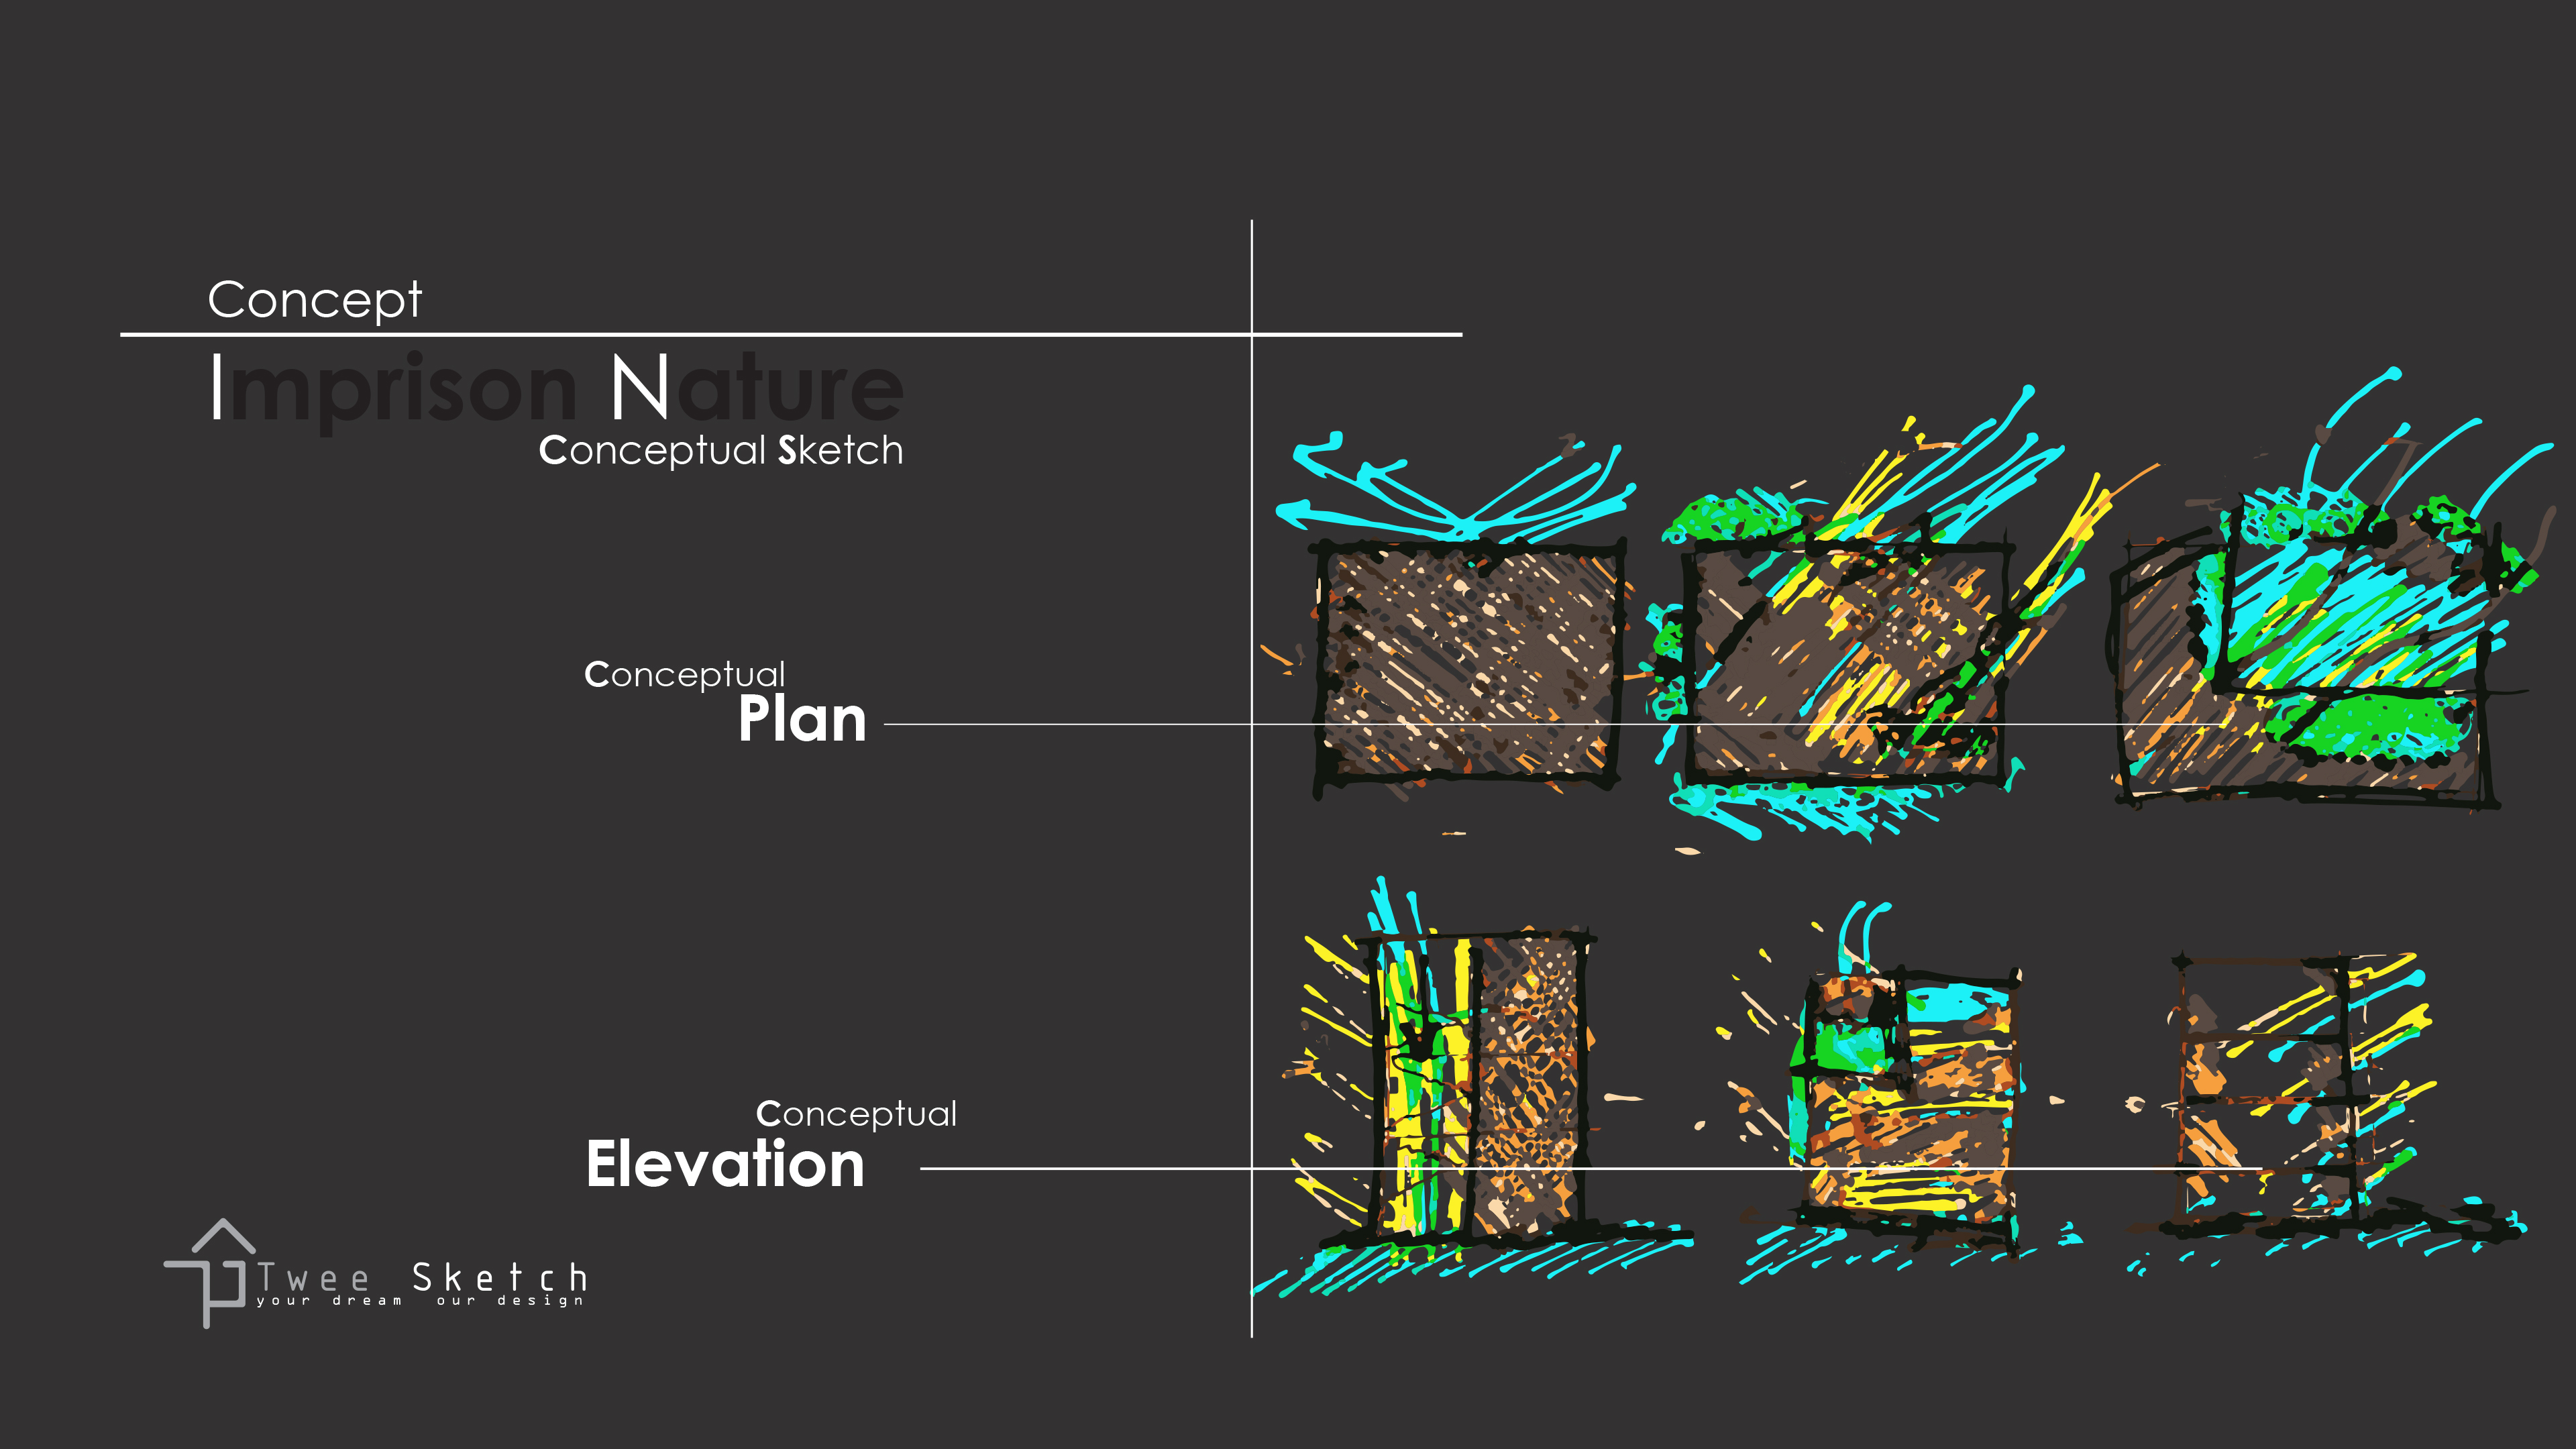 Concept
Imprison Nature
Conceptual Sketch
Conceptual
Plan
Conceptual
Elevation
Twee Sketch
your dream our design